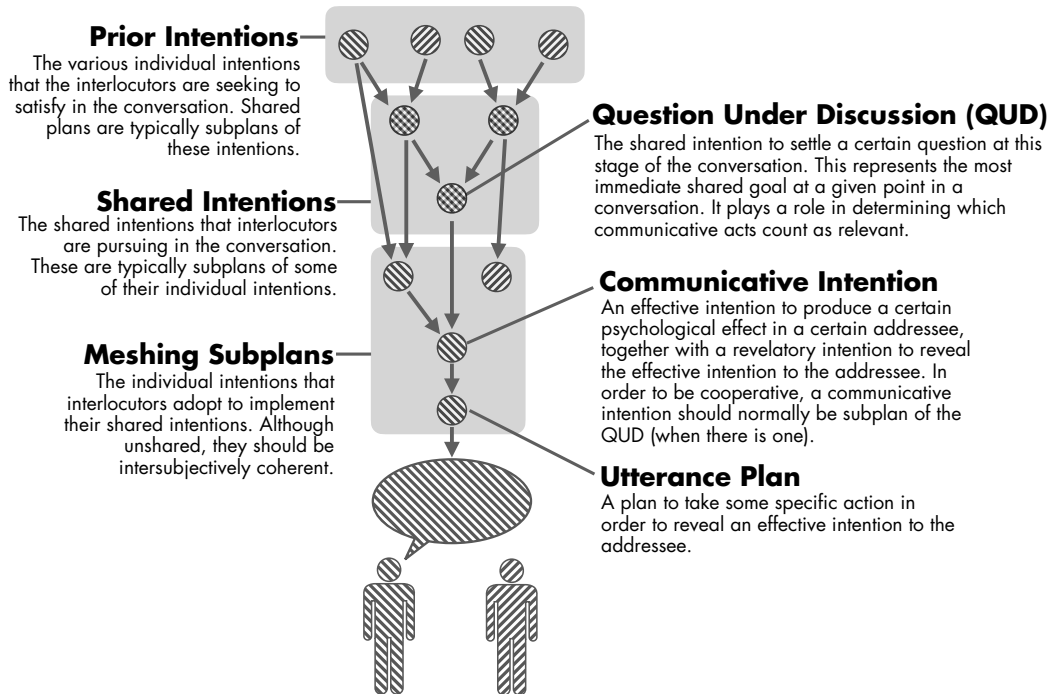 Prior Intentions
The various individual intentions
that the interlocutors are seeking to
satisfy in the conversation. Shared
plans are typically subplans of
these intentions.
Shared Intentions
The shared intentions that interlocutors
are pursuing in the conversation.
These are typically subplans of some
of their individual intentions.
Meshing Subplans
The individual intentions that
interlocutors adopt to implement
their shared intentions. Although
unshared, they should be
intersubjectively coherent.
Question Under Discussion (QUD)
The shared intention to settle a certain question at this
stage of the conversation. This represents the most
immediate shared goal at a given point in a
conversation. It plays a role in determining which
communicative acts count as relevant.
Communicative Intention
An effective intention to produce a certain
psychological effect in a certain addressee,
together with a revelatory intention to reveal
the effective intention to the addressee. In
order to be cooperative, a communicative
intention should normally be subplan of the
QUD (when there is one).
Utterance Plan
A plan to take some specific action in
order to reveal an effective intention to the
addressee.